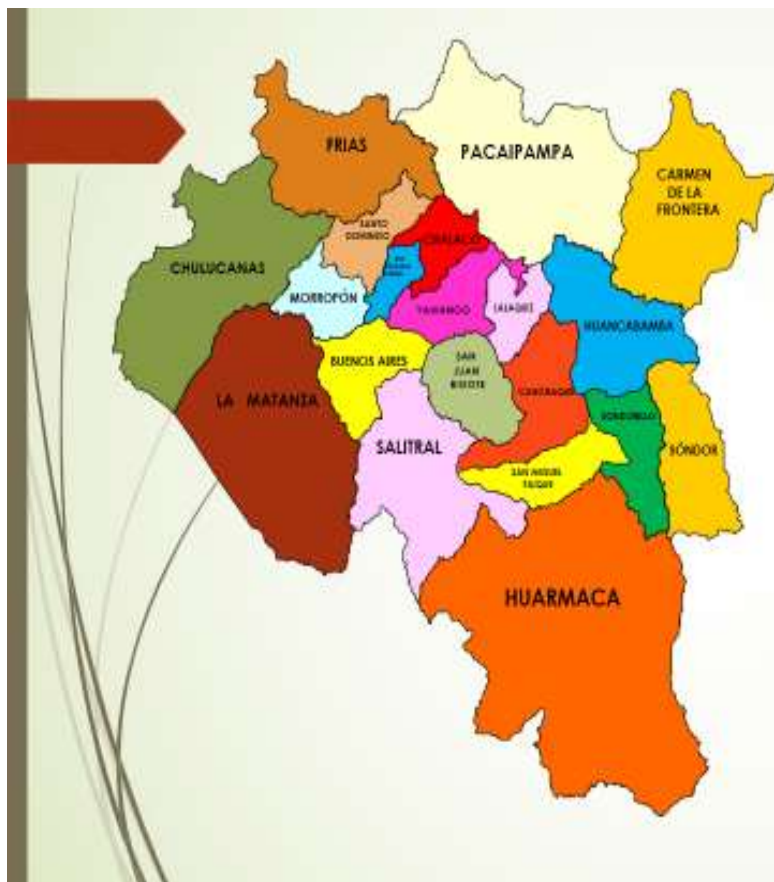 FRIAS
PACAIPAMPA
CARMEN
DE LA
FRONTERA
SANTO
DOMINGO
CHALACO
CHULUCANAS
MORROPÓN
YAMANGO
LALAQUIZ
HUANCABAMBA
BUENOS AIRES
SAN
JUAN
BIGOTE
LA MATANZA
SONDORILLO
SALITRAL
SÓNDOR
SAN MIGUEL
FAIQUE
HUARMACA